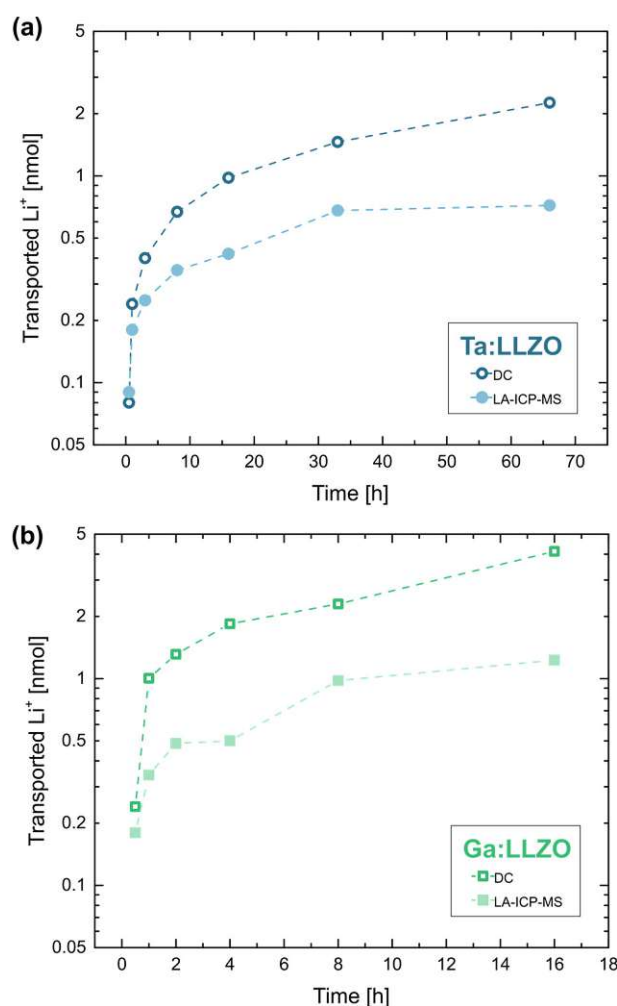 (a)
5
2
1
0.5
0.2
0.1
0.05
Transported Li⁺ [nmol]
Ta:LLZO
DC
LA-ICP-MS
0 10 20 30 40 50 60 70
Time [h]
(b)
5
2
1
0.5
0.2
0.1
0.05
Transported Li⁺ [nmol]
Ga:LLZO
DC
LA-ICP-MS
0 2 4 6 8 10 12 14 16 18
Time [h]